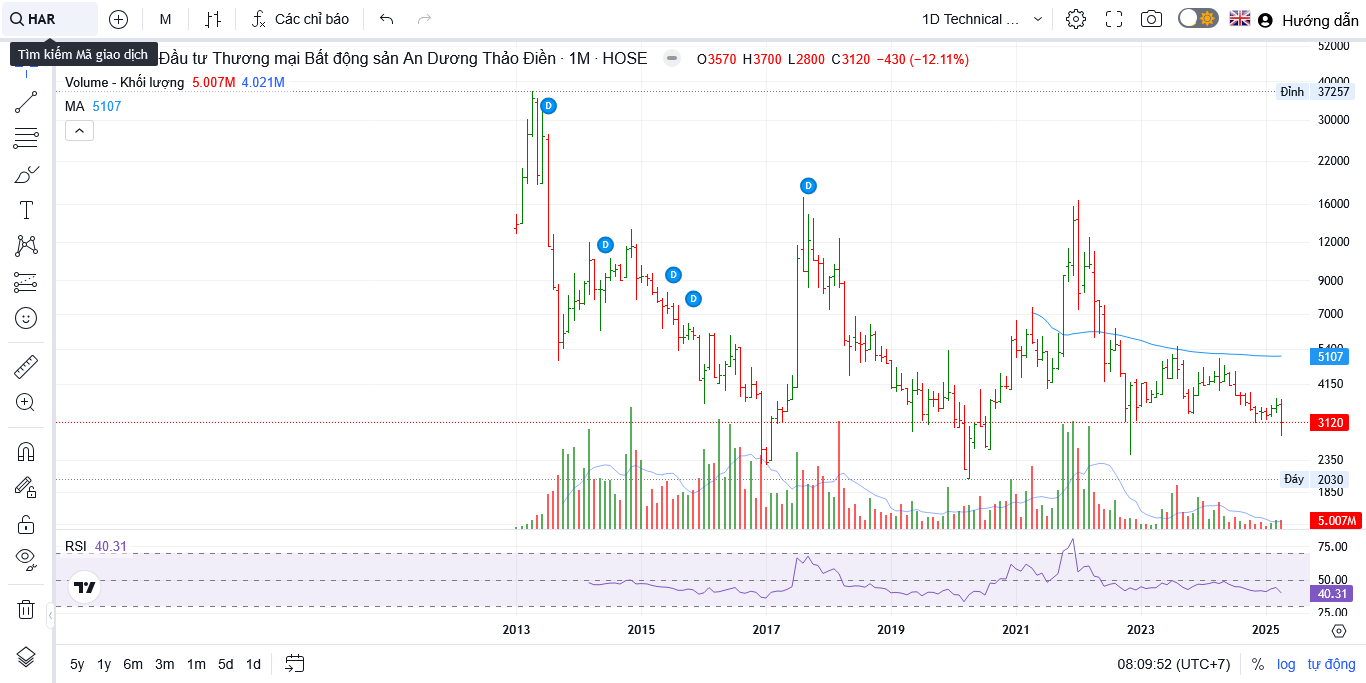 HAR
M
Các chỉ báo
1D Technical ...
Hướng dẫn
Tìm kiếm Mã giao dịch
Đầu tư Thương mại Bất động sản An Dương Thảo Điền · 1M · HOSE
O3570 H3700 L2800 C3120 −430 (−12.11%)
Volume - Khối lượng 5.007M 4.021M
MA 5107
D
D
D
D
D
52000
40000
Đỉnh 37257
30000
22000
16000
12000
9000
7000
5400
5107
4150
3120
2350
Đáy 2030
1850
5.007M
RSI 40.31
75.00
50.00
40.31
25.00
2013 2015 2017 2019 2021 2023 2025
5y 1y 6m 3m 1m 5d 1d
08:09:52 (UTC+7)
% log tự động